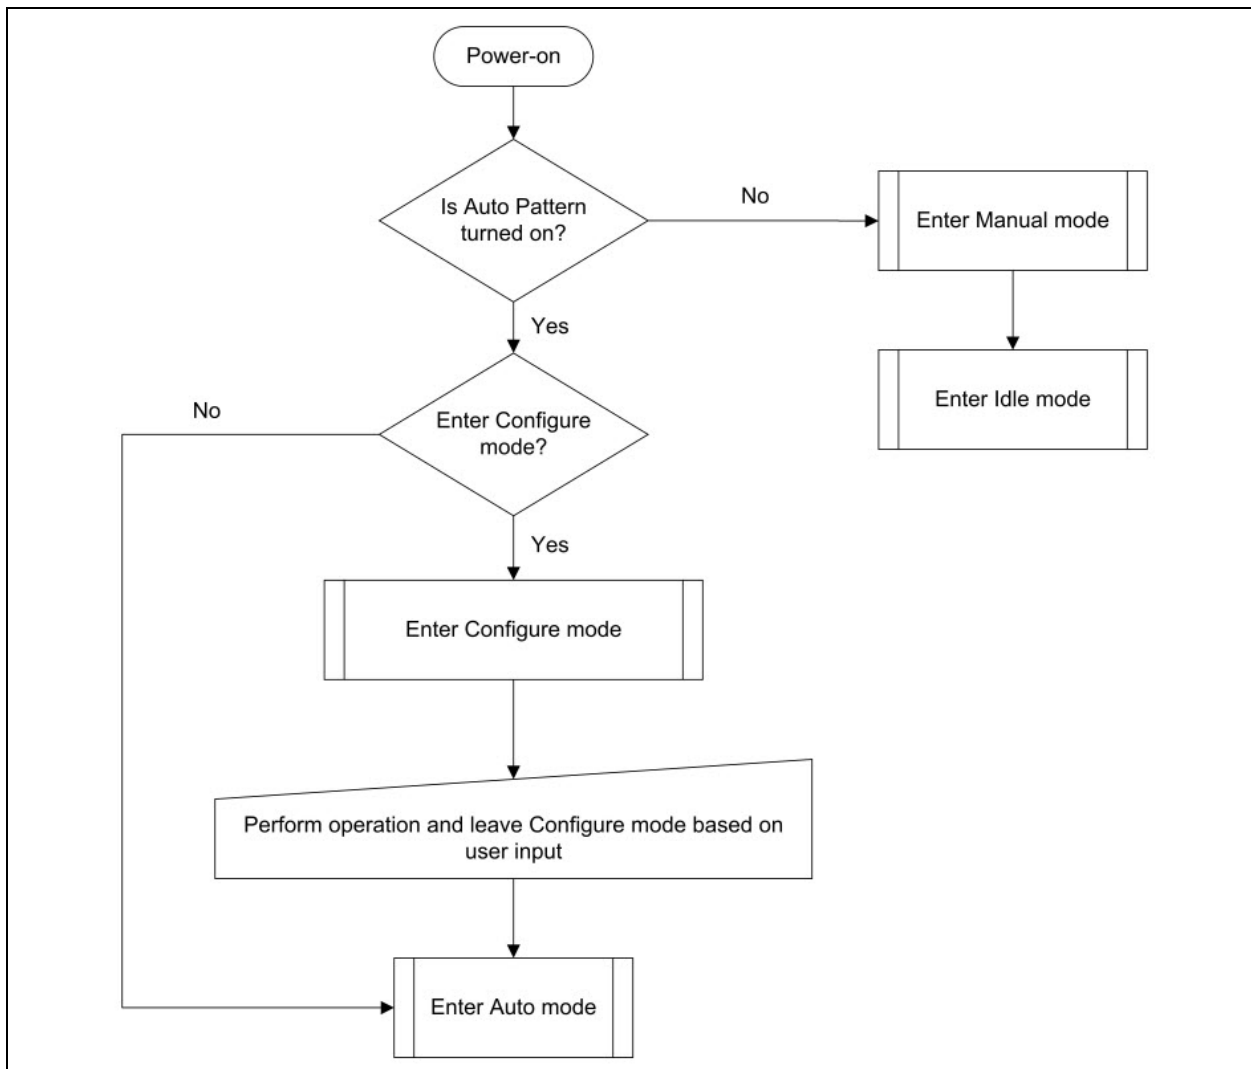 Power-on
Is Auto Pattern
turned on?
No
Enter Manual mode
Yes
Enter Idle mode
No
Enter Configure
mode?
Yes
Enter Configure mode
Perform operation and leave Configure mode based on
user input
Enter Auto mode